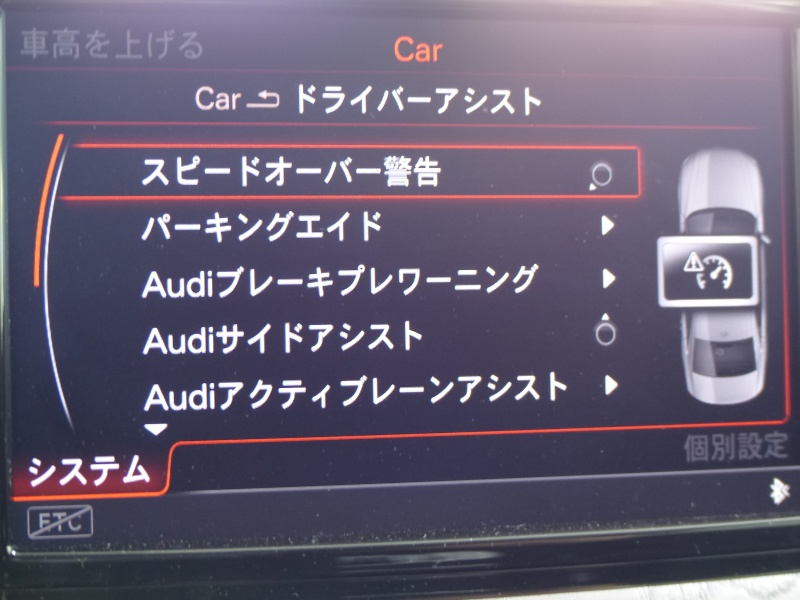 車高を上げる
Car
Car ドライバーアシスト
スピードオーバー警告
パーキングエイド
Audiブレーキプレワーニング
Audiサイドアシスト
Audiアクティブレーンアシスト
個別設定
システム
ETC